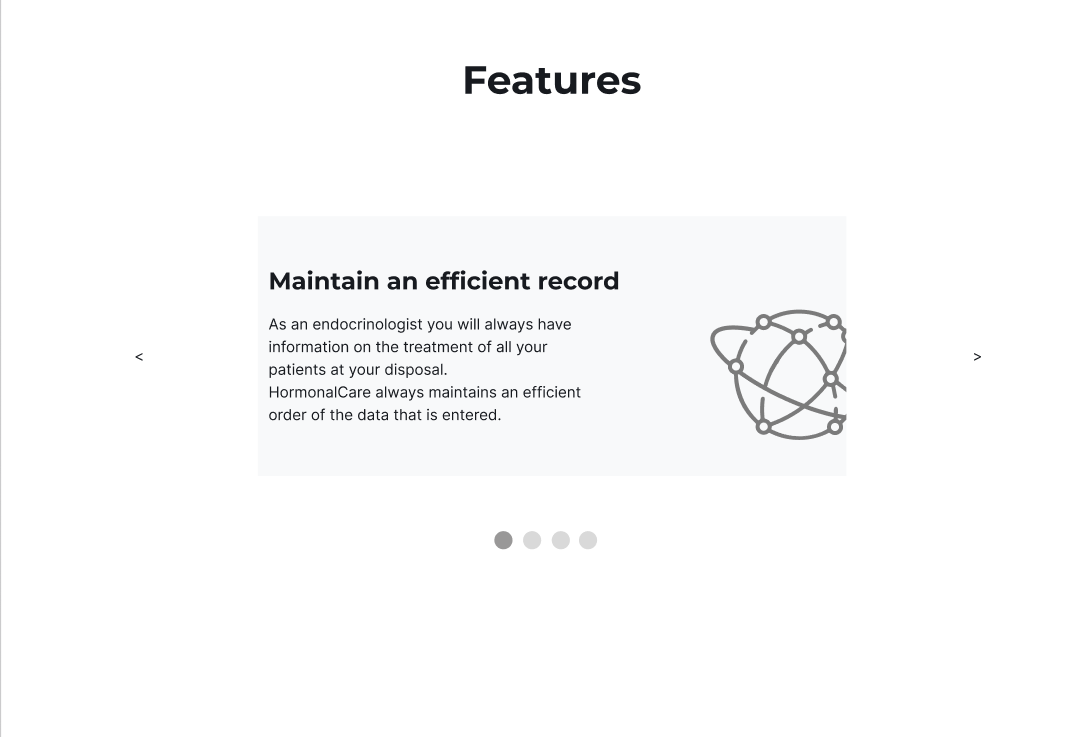 Features
Maintain an efficient record
As an endocrinologist you will always have
information on the treatment of all your
patients at your disposal.
HormonalCare always maintains an efficient
order of the data that is entered.
<
>